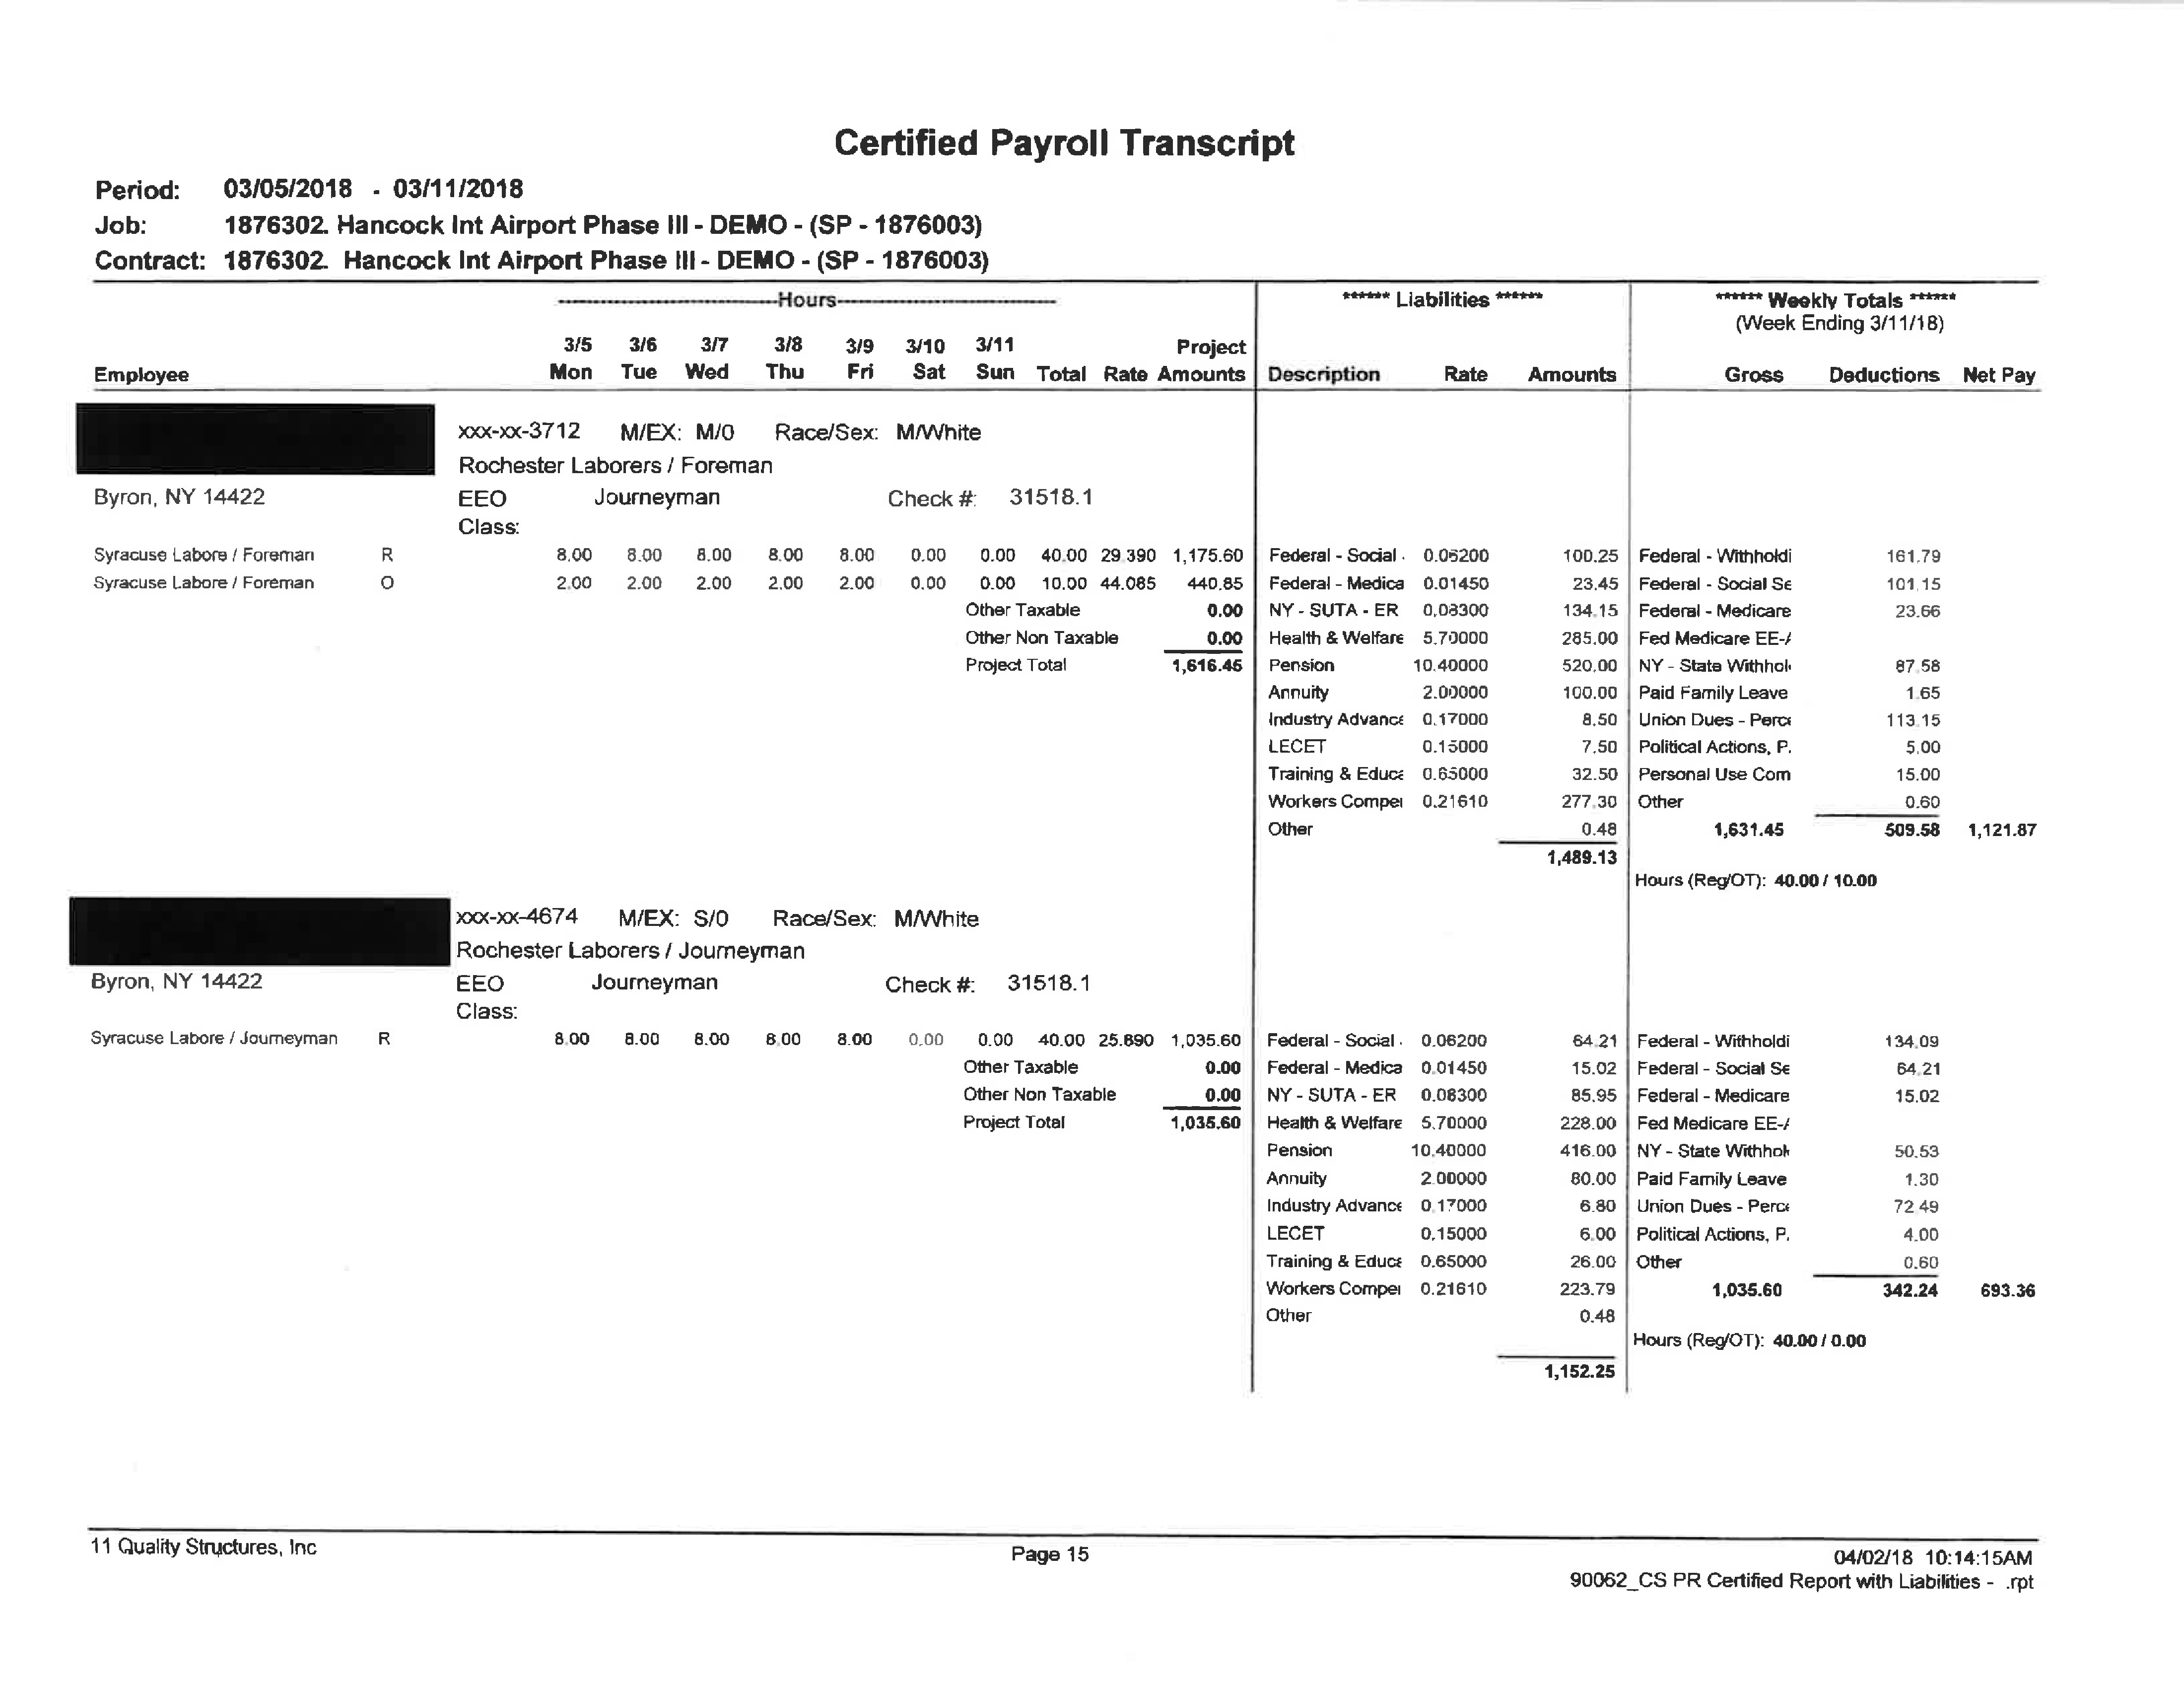 Certified Payroll Transcript
Period: 03/05/2018 - 03/11/2018
Job: 1876302. Hancock Int Airport Phase III - DEMO - (SP - 1876003)
Contract: 1876302. Hancock Int Airport Phase III - DEMO - (SP - 1876003)
Hours ****** Liabilities ****** ****** Weekly Totals ******
(Week Ending 3/11/18)
3/5 3/6 3/7 3/8 3/9 3/10 3/11 Project
Employee Mon Tue Wed Thu Fri Sat Sun Total Rate Amounts Description Rate Amounts Gross Deductions Net Pay
xxx-xx-3712 M/EX: M/0 Race/Sex: M/White
Rochester Laborers / Foreman
Byron, NY 14422 EEO Journeyman Check #: 31518.1
Class:
Syracuse Labore / Foreman R 8.00 8.00 8.00 8.00 8.00 0.00 0.00 40.00 29.390 1,175.60 Federal - Social . 0.06200 100.25 Federal - Withholdi 161.79
Syracuse Labore / Foreman O 2.00 2.00 2.00 2.00 2.00 0.00 0.00 10.00 44.085 440.85 Federal - Medica 0.01450 23.45 Federal - Social Se 101.15
Other Taxable 0.00 NY - SUTA - ER 0.08300 134.15 Federal - Medicare 23.66
Other Non Taxable 0.00 Health & Welfare 5.70000 285.00 Fed Medicare EE-/
Project Total 1,616.45 Pension 10.40000 520.00 NY - State Withhol 87.58
Annuity 2.00000 100.00 Paid Family Leave 1.65
Industry Advance 0.17000 8.50 Union Dues - Perce 113.15
LECET 0.15000 7.50 Political Actions, P. 5.00
Training & Educa 0.65000 32.50 Personal Use Com 15.00
Workers Compe 0.21610 277.30 Other 0.60
Other 0.48 1,631.45 509.58 1,121.87
1,489.13
Hours (Reg/OT): 40.00 / 10.00
xxx-xx-4674 M/EX: S/0 Race/Sex: M/White
Rochester Laborers / Journeyman
Byron, NY 14422 EEO Journeyman Check #: 31518.1
Class:
Syracuse Labore / Journeyman R 8.00 8.00 8.00 8.00 8.00 0.00 0.00 40.00 25.890 1,035.60 Federal - Social . 0.06200 64.21 Federal - Withholdi 134.09
Other Taxable 0.00 Federal - Medica 0.01450 15.02 Federal - Social Se 64.21
Other Non Taxable 0.00 NY - SUTA - ER 0.08300 85.95 Federal - Medicare 15.02
Project Total 1,035.60 Health & Welfare 5.70000 228.00 Fed Medicare EE-/
Pension 10.40000 416.00 NY - State Withhol 50.53
Annuity 2.00000 80.00 Paid Family Leave 1.30
Industry Advance 0.17000 6.80 Union Dues - Perce 72.49
LECET 0.15000 6.00 Political Actions, P. 4.00
Training & Educa 0.65000 26.00 Other 0.60
Workers Compe 0.21610 223.79 1,035.60 342.24 693.36
Other 0.48
Hours (Reg/OT): 40.00 / 0.00
1,152.25
11 Quality Structures, Inc Page 15 04/02/18 10:14:15AM
90062_CS PR Certified Report with Liabilities - .rpt